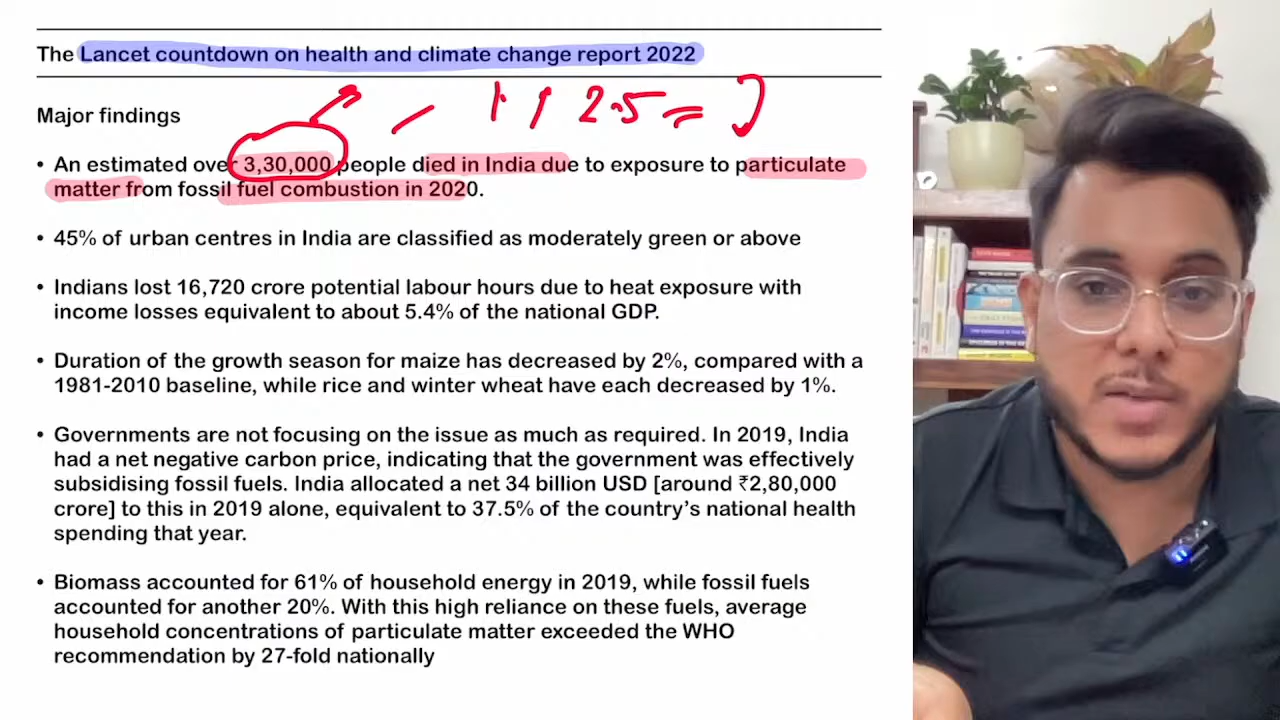 The Lancet countdown on health and climate change report 2022
Major findings
2.5 =
• An estimated over 3,30,000 people died in India due to exposure to particulate
matter from fossil fuel combustion in 2020.
• 45% of urban centres in India are classified as moderately green or above
• Indians lost 16,720 crore potential labour hours due to heat exposure with
income losses equivalent to about 5.4% of the national GDP.
• Duration of the growth season for maize has decreased by 2%, compared with a
1981-2010 baseline, while rice and winter wheat have each decreased by 1%.
• Governments are not focusing on the issue as much as required. In 2019, India
had a net negative carbon price, indicating that the government was effectively
subsidising fossil fuels. India allocated a net 34 billion USD [around ₹2,80,000
crore] to this in 2019 alone, equivalent to 37.5% of the country's national health
spending that year.
• Biomass accounted for 61% of household energy in 2019, while fossil fuels
accounted for another 20%. With this high reliance on these fuels, average
household concentrations of particulate matter exceeded the WHO
recommendation by 27-fold nationally